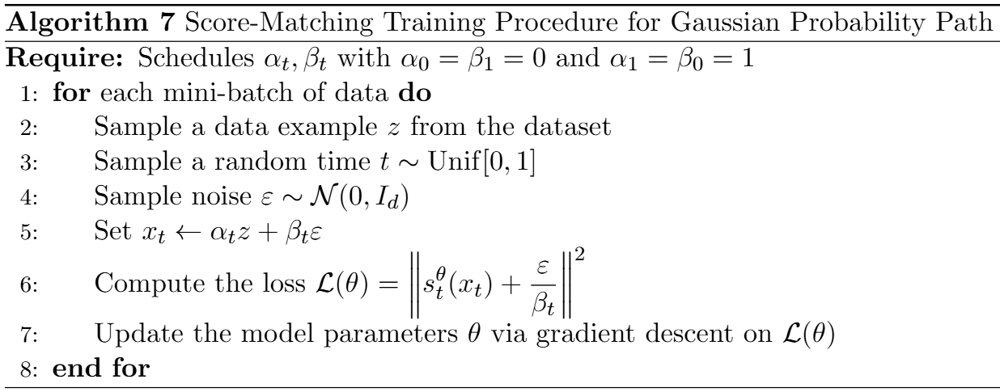 Algorithm 7 Score-Matching Training Procedure for Gaussian Probability Path
Require: Schedules $\alpha_t, \beta_t$ with $\alpha_0 = \beta_1 = 0$ and $\alpha_1 = \beta_0 = 1$
1: for each mini-batch of data do
2: Sample a data example $z$ from the dataset
3: Sample a random time $t \sim \text{Unif}[0, 1]$
4: Sample noise $\varepsilon \sim \mathcal{N}(0, I_d)$
5: Set $x_t \leftarrow \alpha_t z + \beta_t \varepsilon$
6: Compute the loss $\mathcal{L}(\theta) = \left\| s_t^\theta(x_t) + \frac{\varepsilon}{\beta_t} \right\|^2$
7: Update the model parameters $\theta$ via gradient descent on $\mathcal{L}(\theta)$
8: end for